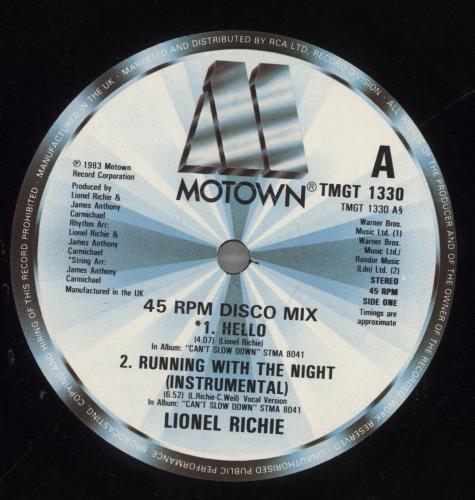 MANUFACTURED IN THE UK - MARKETED AND DISTRIBUTED BY RCA LTD. RECORD DIVISION - ALL RIGHTS OF THE PRODUCER AND OF THE OWNER OF THE RECORDED WORK RESERVED - UNAUTHORISED PUBLIC PERFORMANCE BROADCASTING COPYING AND HIRING OF THIS RECORD PROHIBITED -
MOTOWN®
℗ 1983 Motown
Record Corporation
Produced by
Lionel Richie &
James Anthony
Carmichael
Rhythm Arr:
Lionel Richie &
James Anthony
Carmichael
*String Arr:
James Anthony
Carmichael
Manufactured in the UK
A
TMGT 1330
TMGT 1330 A§
Warner Bros.
Music Ltd. (1)
Warner Bros.
Music Ltd./
Rondor Music
(Ldn) Ltd. (2)
STEREO
45 RPM
SIDE ONE
Timings are
approximate
45 RPM DISCO MIX
*1. HELLO
(4.07) (Lionel Richie)
In Album: "CAN'T SLOW DOWN" STMA 8041
2. RUNNING WITH THE NIGHT
(INSTRUMENTAL)
(6.52) (L.Richie-C.Weil) Vocal Version
In Album: "CAN'T SLOW DOWN" STMA 8041
LIONEL RICHIE